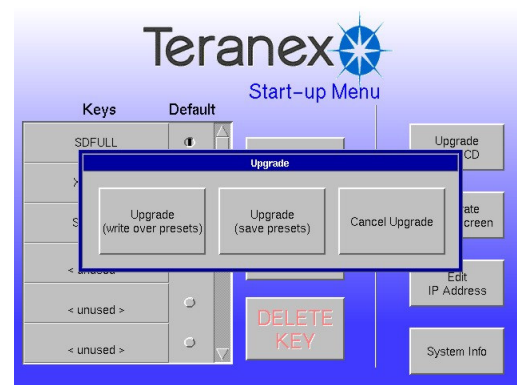 Teranex
Start-up Menu
Keys
Default
SDFULL
Upgrade
CD
Upgrade
Upgrade
(write over presets)
Upgrade
(save presets)
Cancel Upgrade
< unused >
Edit
IP Address
< unused >
DELETE
KEY
< unused >
System Info